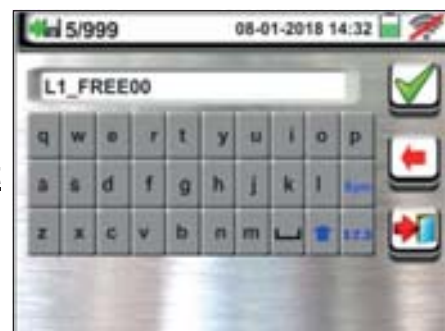 5/999 08-01-2018 14:32
L1_FREE00
q w e r t y u i o p
a s d f g h j k l
z x c v b n m